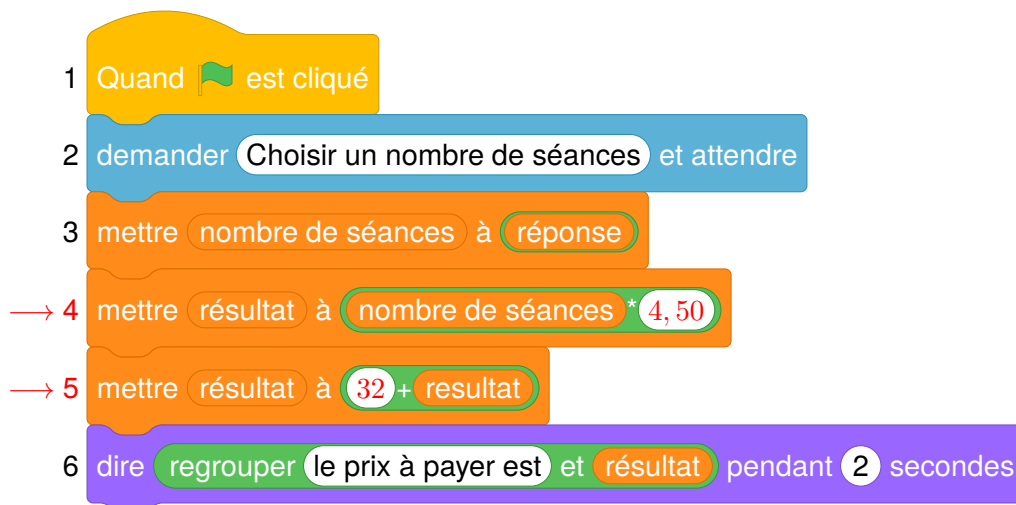 1 Quand est cliqué
2 demander Choisir un nombre de séances et attendre
3 mettre nombre de séances à réponse
→ 4 mettre résultat à nombre de séances * 4, 50
→ 5 mettre résultat à 32 + resultat
6 dire regrouper le prix à payer est et résultat pendant 2 secondes